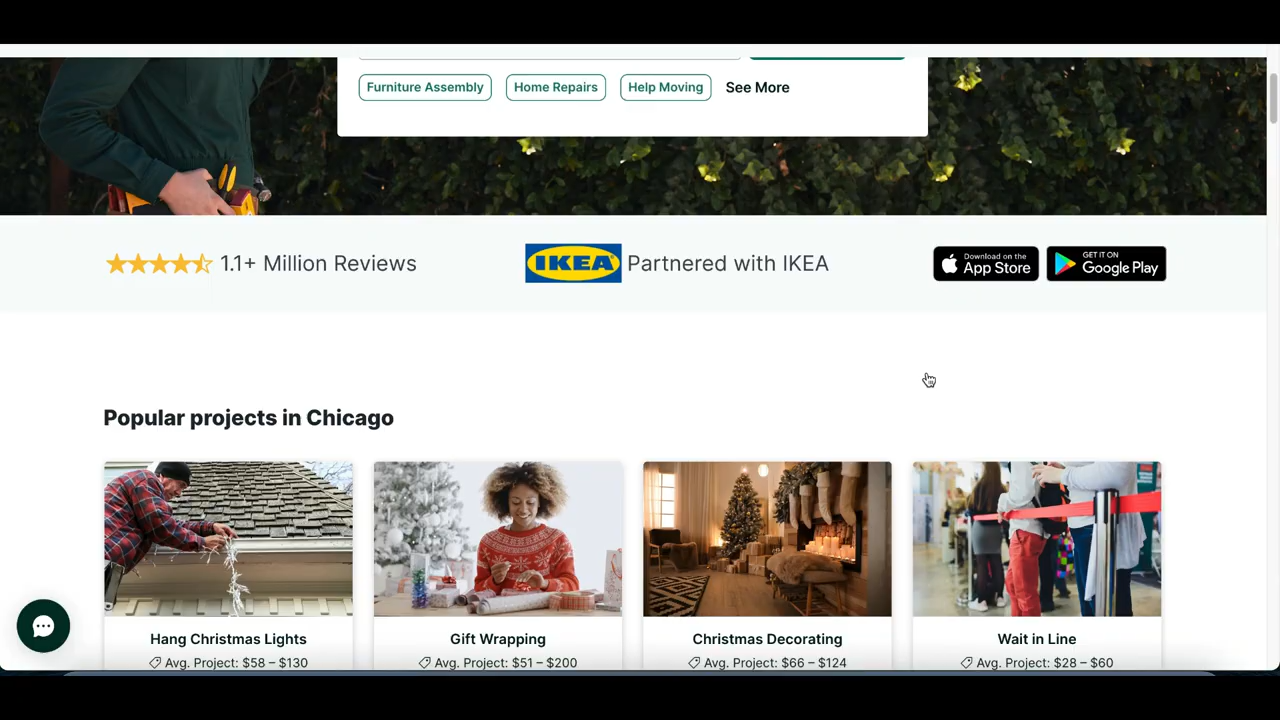 Furniture Assembly
Home Repairs
Help Moving
See More
1.1+ Million Reviews
IKEA
Partnered with IKEA
Download on the
App Store
GET IT ON
Google Play
Popular projects in Chicago
Hang Christmas Lights
Avg. Project: $58 – $130
Gift Wrapping
Avg. Project: $51 – $200
Christmas Decorating
Avg. Project: $66 – $124
Wait in Line
Avg. Project: $28 – $60